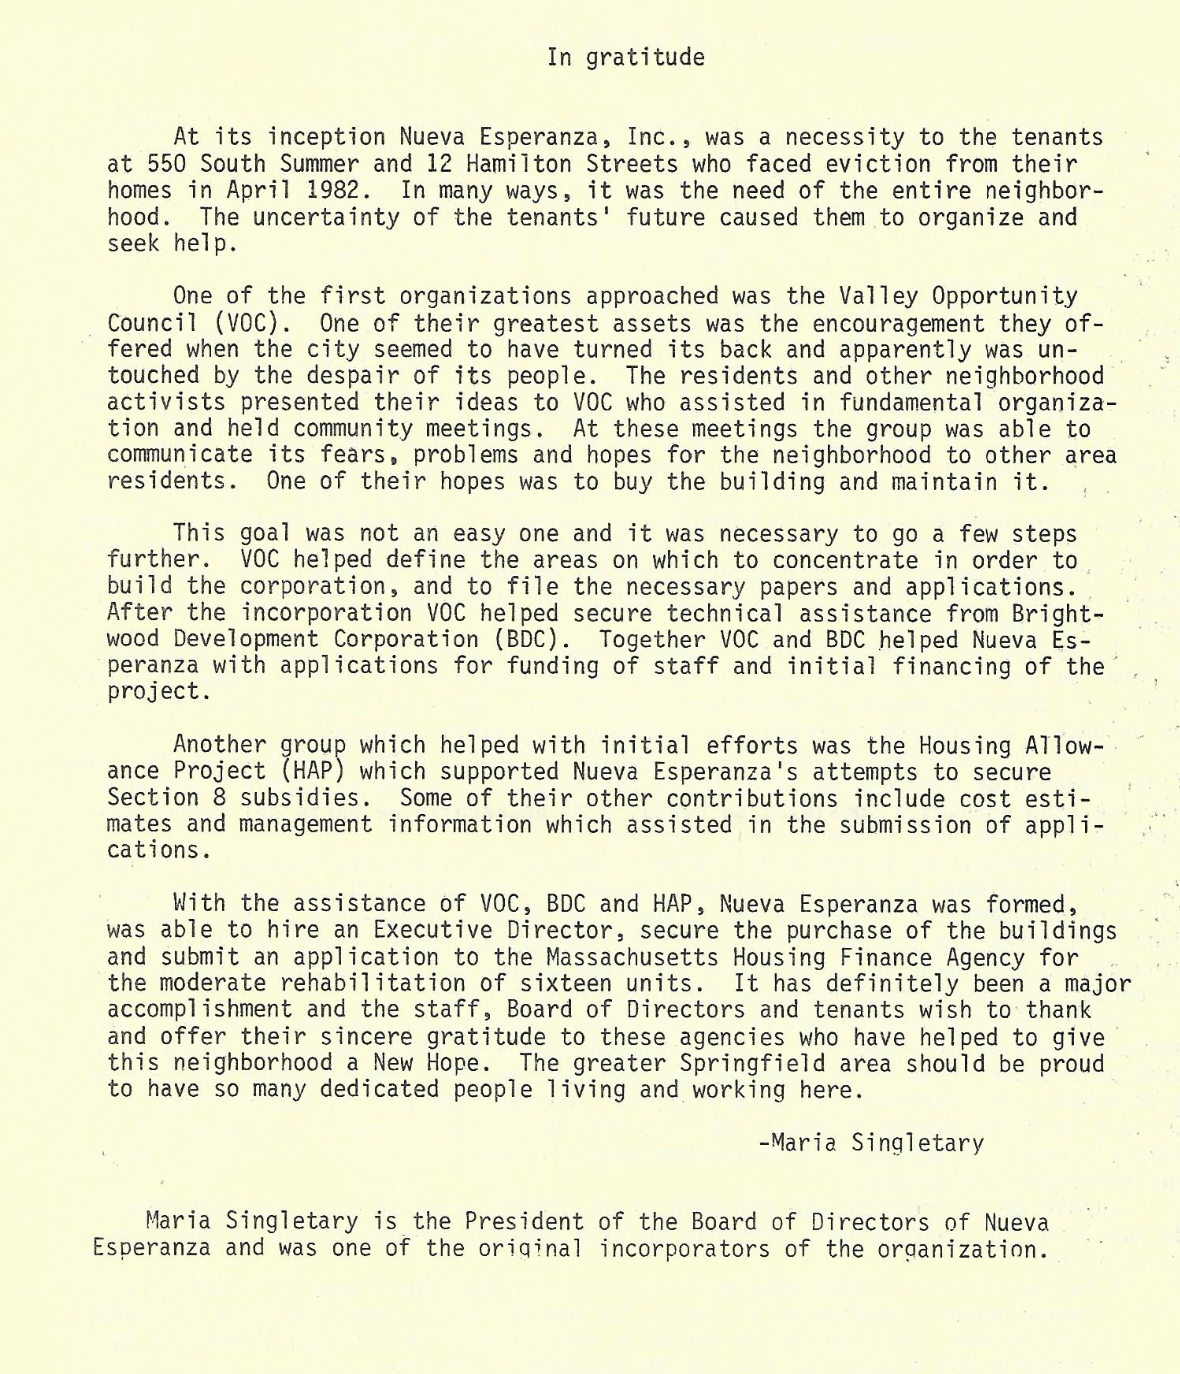 In gratitude
At its inception Nueva Esperanza, Inc., was a necessity to the tenants
at 550 South Summer and 12 Hamilton Streets who faced eviction from their
homes in April 1982. In many ways, it was the need of the entire neighbor-
hood. The uncertainty of the tenants' future caused them to organize and
seek help.
One of the first organizations approached was the Valley Opportunity
Council (VOC). One of their greatest assets was the encouragement they of-
fered when the city seemed to have turned its back and apparently was un-
touched by the despair of its people. The residents and other neighborhood
activists presented their ideas to VOC who assisted in fundamental organiza-
tion and held community meetings. At these meetings the group was able to
communicate its fears, problems and hopes for the neighborhood to other area
residents. One of their hopes was to buy the building and maintain it.
This goal was not an easy one and it was necessary to go a few steps
further. VOC helped define the areas on which to concentrate in order to
build the corporation, and to file the necessary papers and applications.
After the incorporation VOC helped secure technical assistance from Bright-
wood Development Corporation (BDC). Together VOC and BDC helped Nueva Es-
peranza with applications for funding of staff and initial financing of the
project.
Another group which helped with initial efforts was the Housing Allow-
ance Project (HAP) which supported Nueva Esperanza's attempts to secure
Section 8 subsidies. Some of their other contributions include cost esti-
mates and management information which assisted in the submission of appli-
cations.
With the assistance of VOC, BDC and HAP, Nueva Esperanza was formed,
was able to hire an Executive Director, secure the purchase of the buildings
and submit an application to the Massachusetts Housing Finance Agency for
the moderate rehabilitation of sixteen units. It has definitely been a major
accomplishment and the staff, Board of Directors and tenants wish to thank
and offer their sincere gratitude to these agencies who have helped to give
this neighborhood a New Hope. The greater Springfield area should be proud
to have so many dedicated people living and working here.
-Maria Singletary
Maria Singletary is the President of the Board of Directors of Nueva
Esperanza and was one of the original incorporators of the organization.